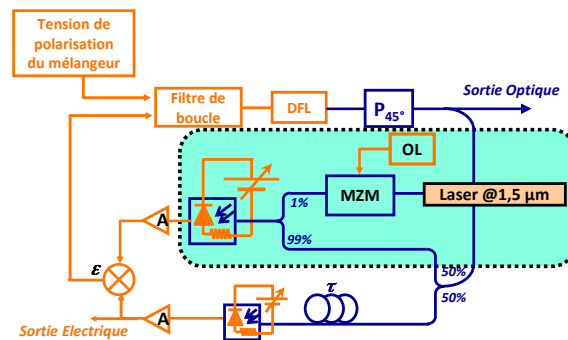 Tension de
polarisation
du mélangeur
Filtre de
boucle
DFL
P45°
Sortie Optique
OL
MZM
Laser @1,5 µm
1%
99%
A
ε
50%
50%
τ
A
Sortie Electrique